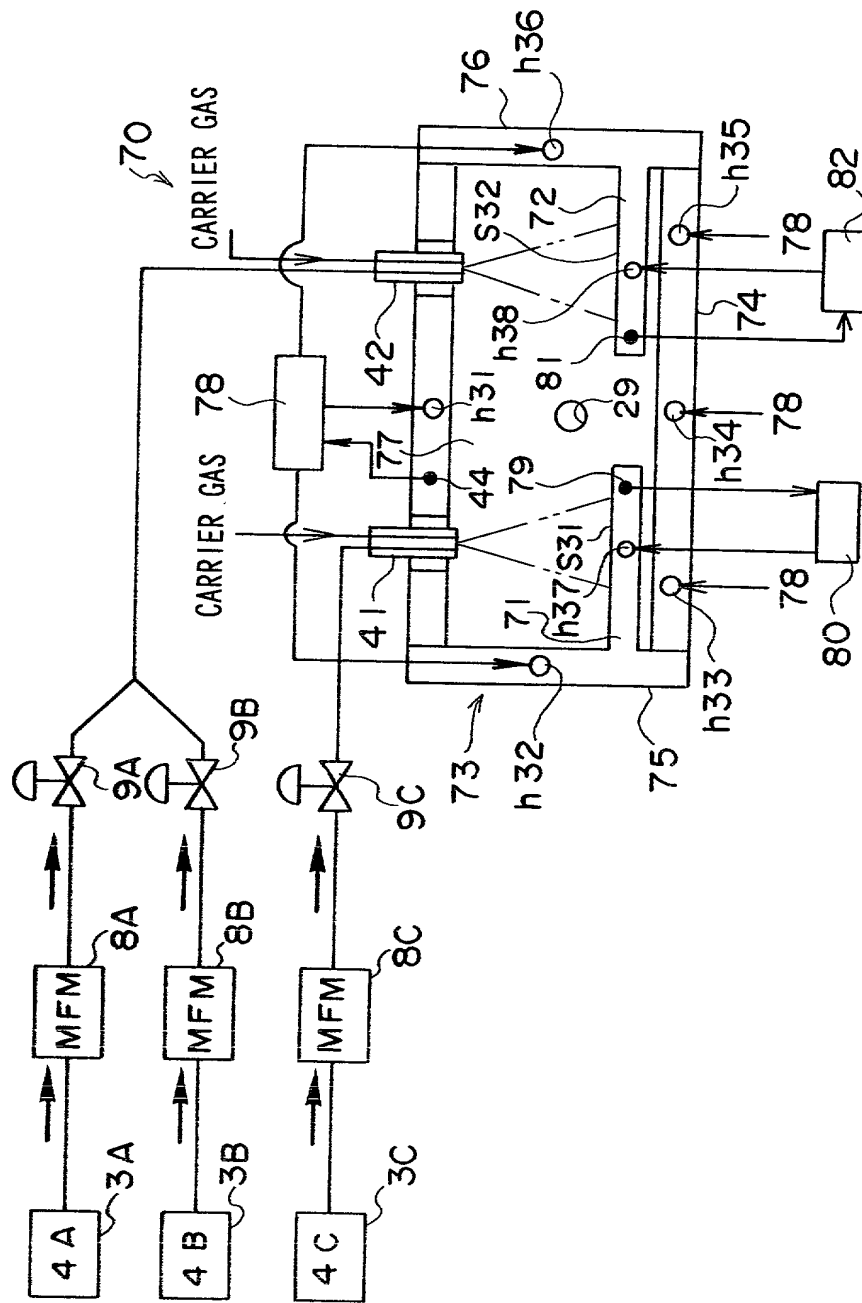 70
CARRIER GAS
CARRIER GAS
78
76
h36
42
77
h31
44
41
S32
72
h35
h38
81
29
79
S31
h37
71
78
82
74
h34
78
78
h33
80
75
73
h32
9A
9B
9C
MFM
8A
MFM
8B
MFM
8C
4A
3A
4B
3B
4C
3C